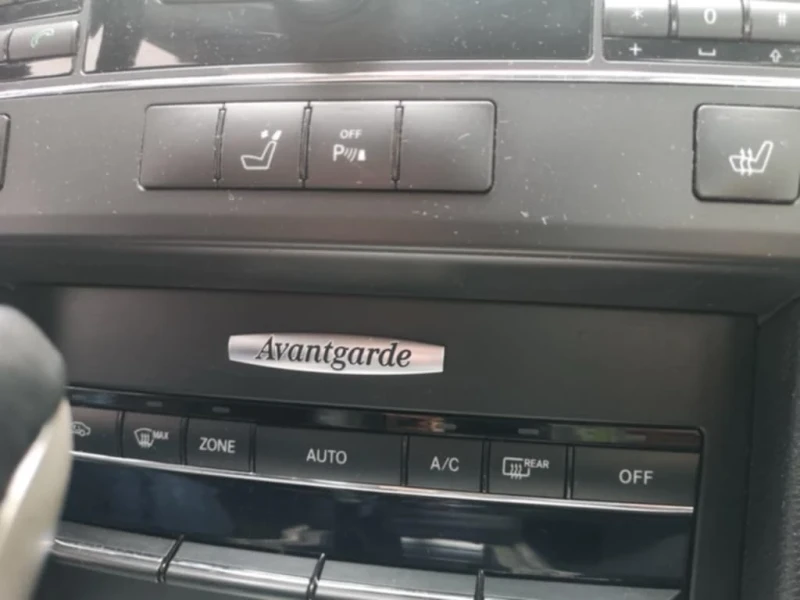 * 0 #
+
OFF
P
Avantgarde
MAX ZONE AUTO A/C REAR OFF